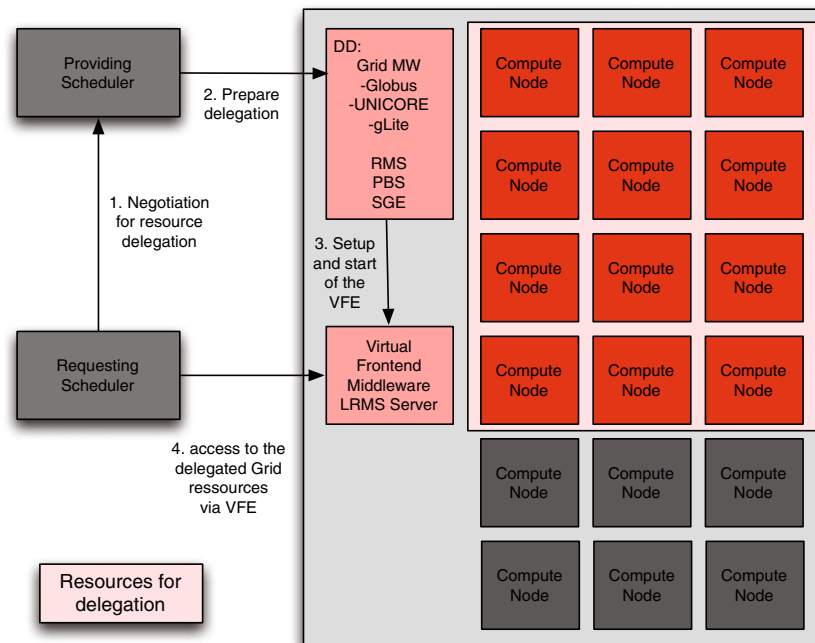 Providing
Scheduler
2. Prepare
delegation
1. Negotiation
for resource
delegation
Requesting
Scheduler
4. access to the
delegated Grid
ressources
via VFE
Resources for
delegation
DD:
Grid MW
-Globus
-UNICORE
-gLite
RMS
PBS
SGE
3. Setup
and start
of the
VFE
Virtual
Frontend
Middleware
LRMS Server
Compute
Node
Compute
Node
Compute
Node
Compute
Node
Compute
Node
Compute
Node
Compute
Node
Compute
Node
Compute
Node
Compute
Node
Compute
Node
Compute
Node
Compute
Node
Compute
Node
Compute
Node
Compute
Node
Compute
Node
Compute
Node